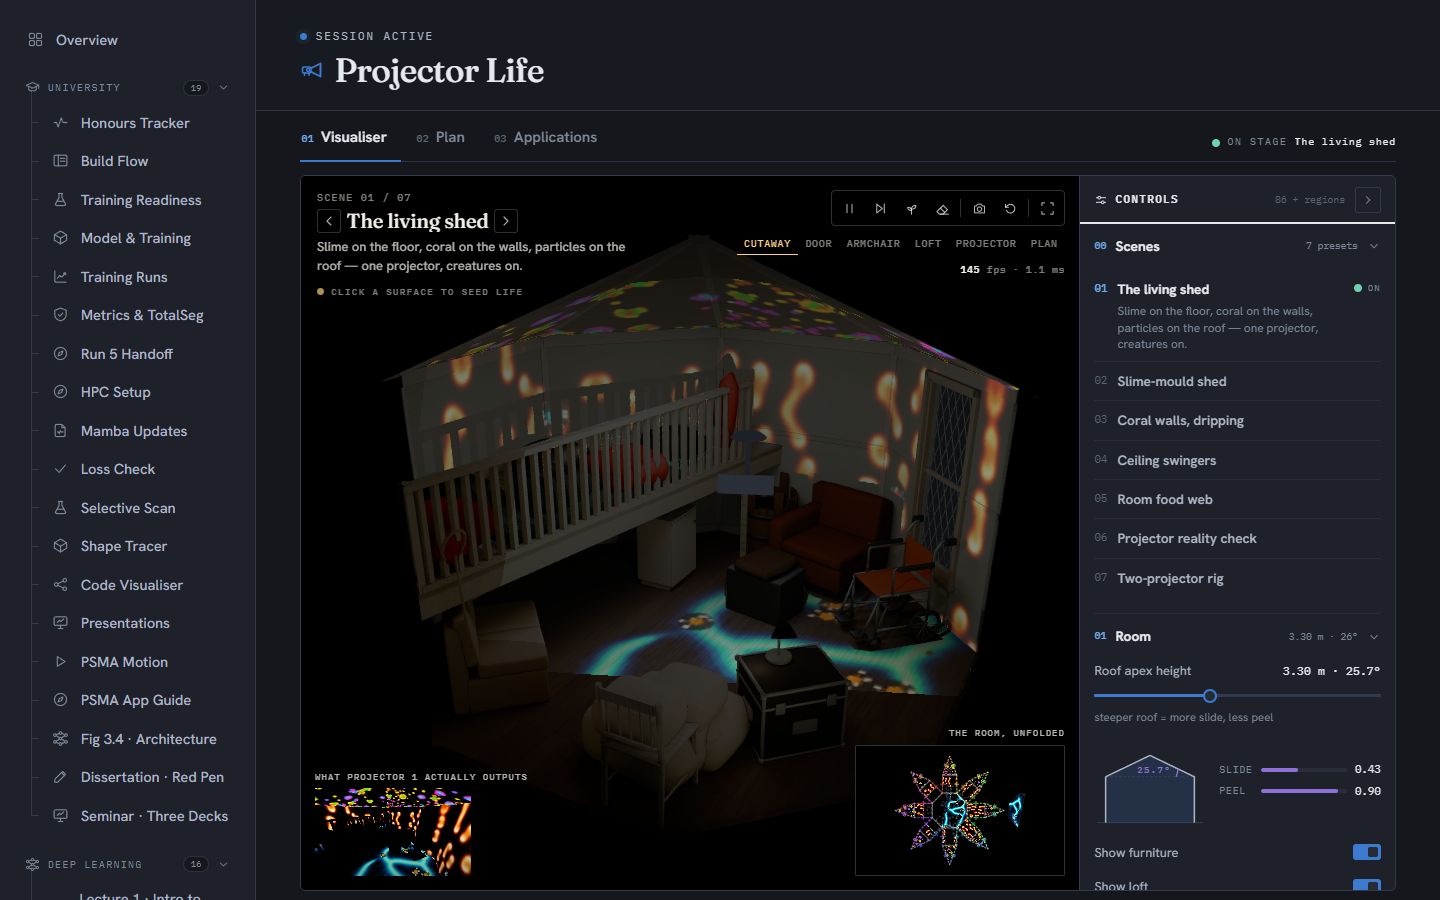 Overview
UNIVERSITY 19
Honours Tracker
Build Flow
Training Readiness
Model & Training
Training Runs
Metrics & TotalSeg
Run 5 Handoff
HPC Setup
Mamba Updates
Loss Check
Selective Scan
Shape Tracer
Code Visualiser
Presentations
PSMA Motion
PSMA App Guide
Fig 3.4 · Architecture
Dissertation · Red Pen
Seminar · Three Decks
DEEP LEARNING 16
Lecture 1 · Intro to
SESSION ACTIVE
Projector Life
01 Visualiser 02 Plan 03 Applications
ON STAGE The living shed
SCENE 01 / 07
The living shed
Slime on the floor, coral on the walls, particles on the
roof — one projector, creatures on.
CLICK A SURFACE TO SEED LIFE
CUTAWAY DOOR ARMCHAIR LOFT PROJECTOR PLAN
145 fps · 1.1 ms
WHAT PROJECTOR 1 ACTUALLY OUTPUTS
THE ROOM, UNFOLDED
CONTROLS 86 + regions
00 Scenes 7 presets
01 The living shed ON
Slime on the floor, coral on the walls,
particles on the roof — one projector,
creatures on.
02 Slime-mould shed
03 Coral walls, dripping
04 Ceiling swingers
05 Room food web
06 Projector reality check
07 Two-projector rig
01 Room 3.30 m · 26°
Roof apex height 3.30 m · 25.7°
steeper roof = more slide, less peel
25.7°
SLIDE 0.43
PEEL 0.90
Show furniture
Show loft